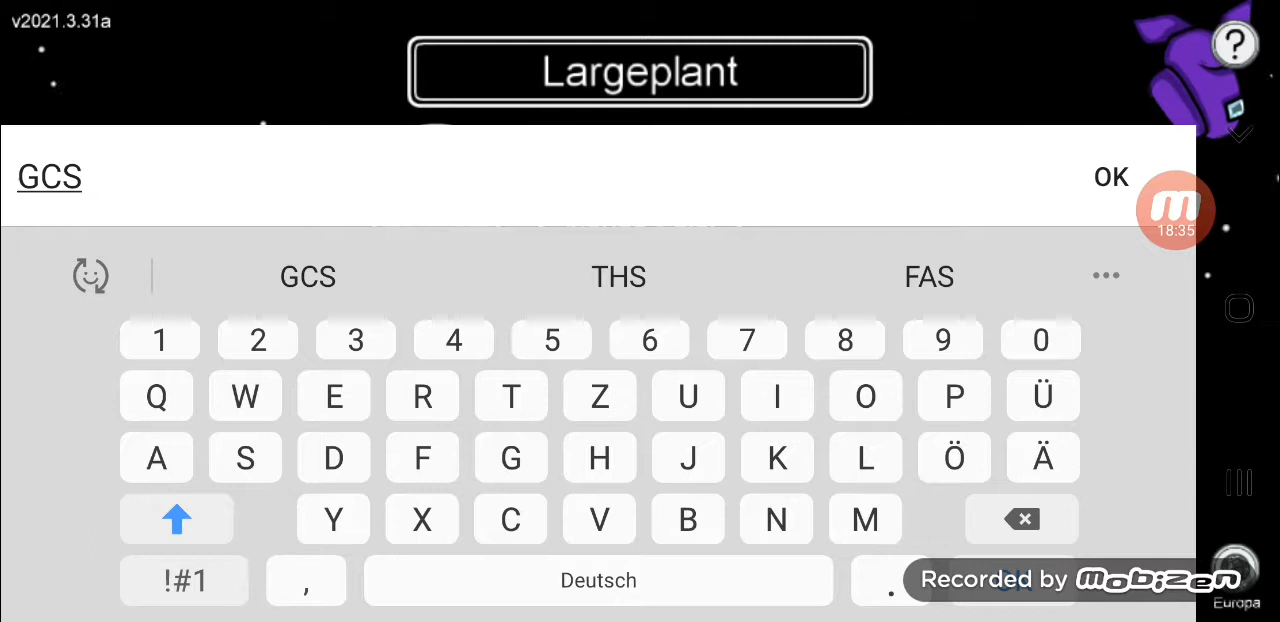 v2021.3.31a
Largeplant
GCS
OK
18:35
GCS THS FAS
1 2 3 4 5 6 7 8 9 0
Q W E R T Z U I O P Ü
A S D F G H J K L Ö Ä
Y X C V B N M
!#1 , Deutsch . OK
Recorded by mobizen
Europa